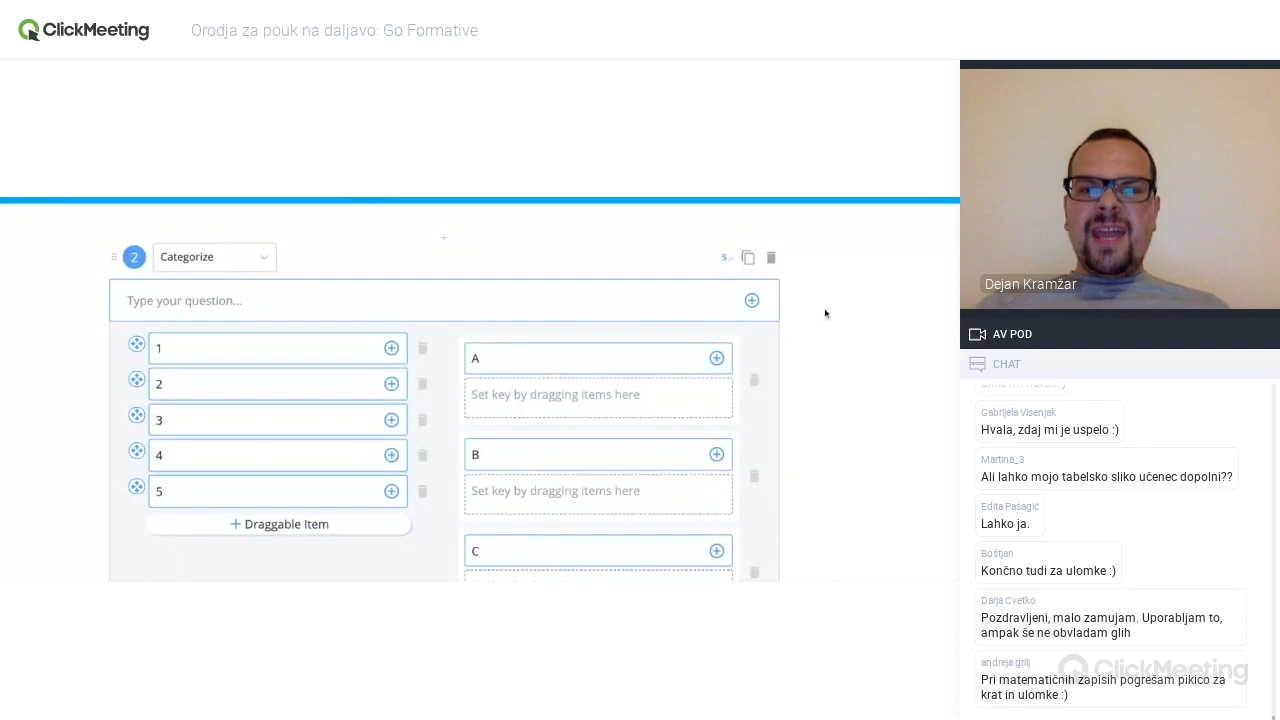 ClickMeeting
Orodja za pouk na daljavo: Go Formative
2
Categorize
5
Type your question...
1
2
3
4
5
+ Draggable Item
A
Set key by dragging items here
B
Set key by dragging items here
C
Dejan Kramžar
AV POD
CHAT
Gabrijela Visenjak
Hvala, zdaj mi je uspelo :)
Martina_3
Ali lahko mojo tabelsko sliko učenec dopolni??
Edita Pašagić
Lahko ja.
Boštjan
Končno tudi za ulomke :)
Darja Cvetko
Pozdravljeni, malo zamujam. Uporabljam to,
ampak še ne obvladam glih
andreja grilj
Pri matematičnih zapisih pogrešam pikico za
krat in ulomke :)
ClickMeeting